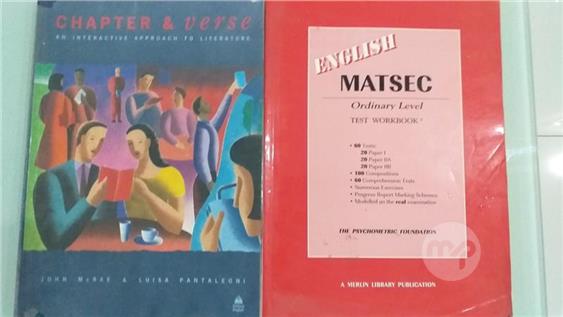 CHAPTER & verse
AN INTERACTIVE APPROACH TO LITERATURE
JOHN McRAE & LUISA PANTALEONI
ENGLISH
MATSEC
Ordinary Level
TEST WORKBOOK
• 60 Tests:
20 Paper I
20 Paper IIA
20 Paper IIB
• 100 Compositions
• 60 Comprehension Texts
• Numerous Exercises
• Progress Report Marking Schemes
• Modelled on the real examination
THE PSYCHOMETRIC FOUNDATION
A MERLIN LIBRARY PUBLICATION